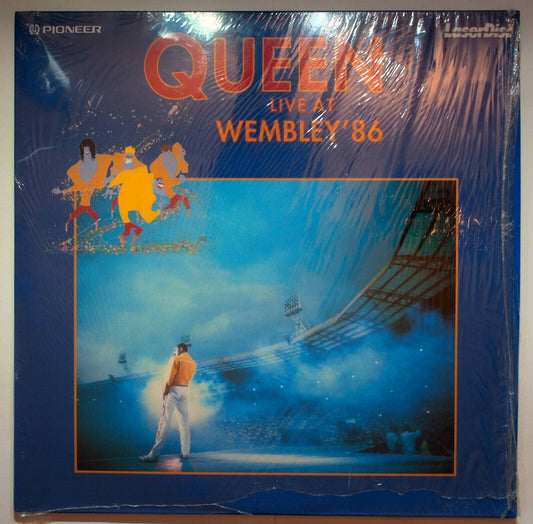 PIONEER
LaserDisc
QUEEN
LIVE AT
WEMBLEY'86